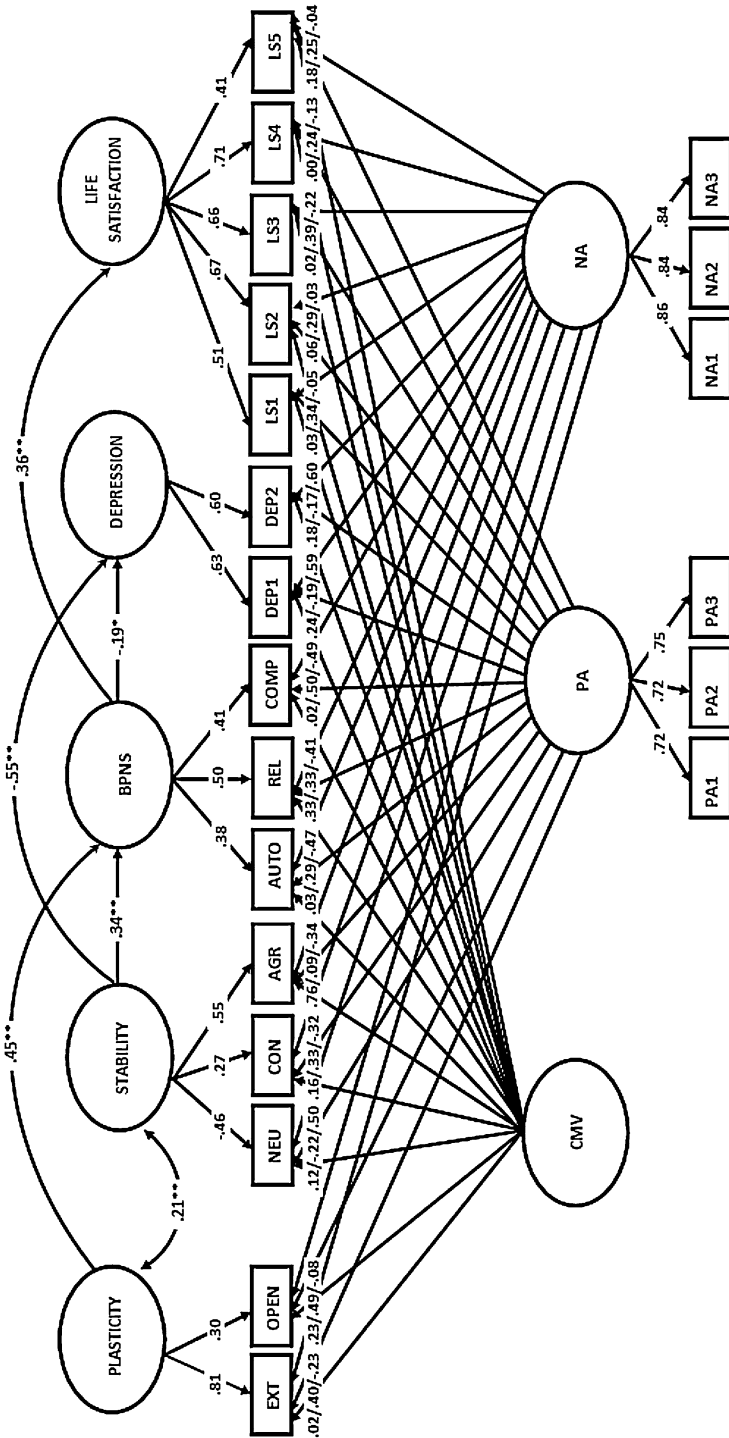 .45**
-.55**
.36**
PLASTICITY
STABILITY
BPNS
DEPRESSION
LIFE
SATISFACTION
.21**
.34**
-.19*
.81
.30
-.46
.27
.55
.38
.50
.41
.63
.60
.51
.67
.66
.71
.41
EXT
OPEN
NEU
CON
AGR
AUTO
REL
COMP
DEP1
DEP2
LS1
LS2
LS3
LS4
LS5
.02/.40/-.23
.23/.49/-.08
.12/-.22/.50
.16/.33/-.32
.76/.09/-.34
.03/.29/-.47
.33/.33/-.41
.02/.50/-.49
.24/-.19/.59
.18/-.17/.60
.03/.34/-.05
.06/.29/.03
.02/.39/-.22
.00/.24/-.13
.18/.25/-.04
CMV
PA
NA
.72
.72
.75
.86
.84
.84
PA1
PA2
PA3
NA1
NA2
NA3